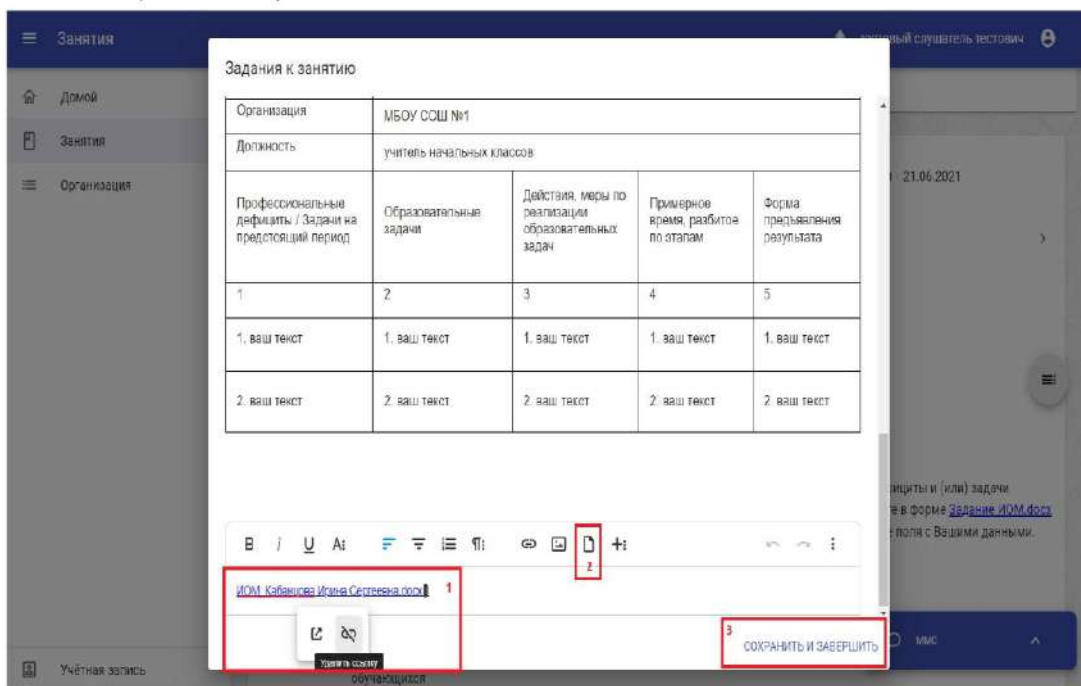 Занятия
слушатель тестович
Домой
Занятия
Организация
Учётная запись
Задания к занятию
Организация
МБОУ СОШ №1
Должность
учитель начальных классов
Профессиональные дефициты / Задачи на предстоящий период
Образовательные задачи
Действия, меры по реализации образовательных задач
Примерное время, разбитое по этапам
Форма предъявления результата
1 2 3 4 5
1. ваш текст 1. ваш текст 1. ваш текст 1. ваш текст 1. ваш текст
2. ваш текст 2. ваш текст 2. ваш текст 2. ваш текст 2. ваш текст
21.06.2021
и (или) задачи
в форме Задание ИОМ.docx
поля с Вашими данными.
2
ИОМ_Кабанцова Ирина Сергеевна.docx 1
Удалить ссылку
3
СОХРАНИТЬ И ЗАВЕРШИТЬ
ММС
обучающихся